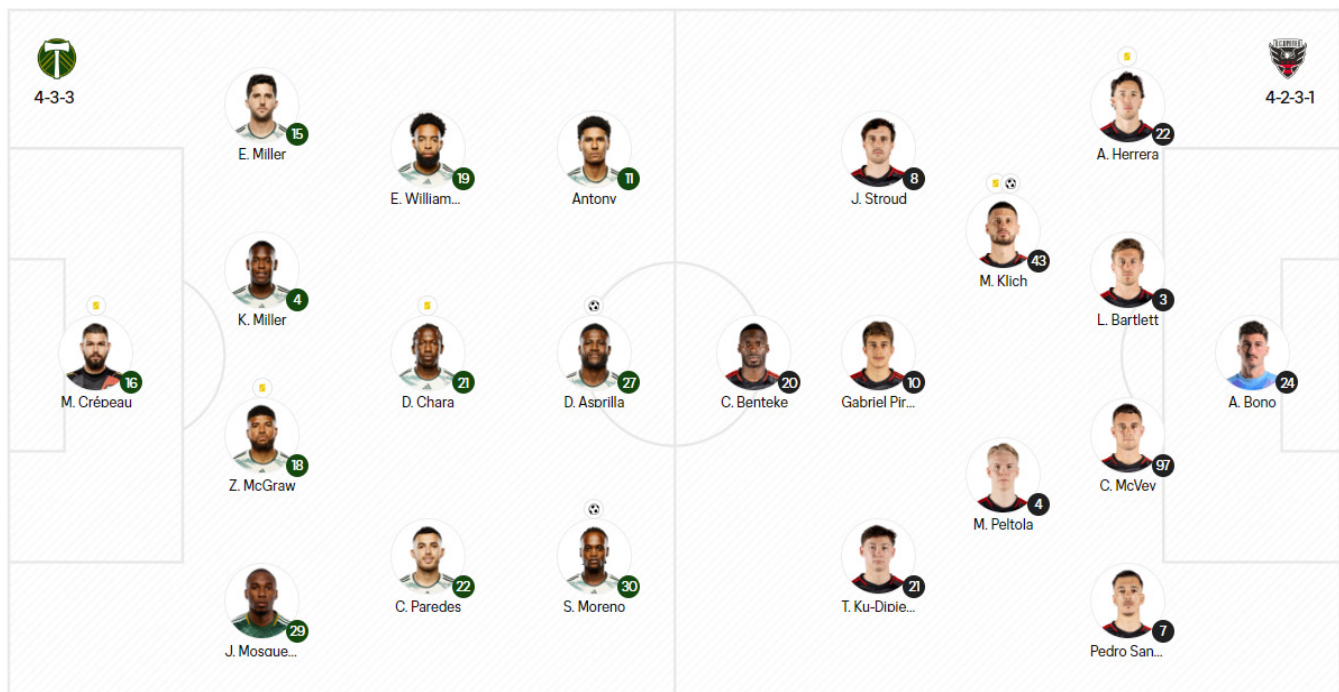 4-3-3
4-2-3-1
15
E. Miller
19
E. William...
11
Antony
8
J. Stroud
22
A. Herrera
4
K. Miller
43
M. Klich
3
L. Bartlett
16
M. Crépeau
21
D. Chara
27
D. Asprilla
20
C. Benteke
10
Gabriel Pir...
24
A. Bono
18
Z. McGraw
97
C. McVey
4
M. Peltola
22
C. Paredes
30
S. Moreno
21
T. Ku-Dipie...
29
J. Mosque...
7
Pedro San...